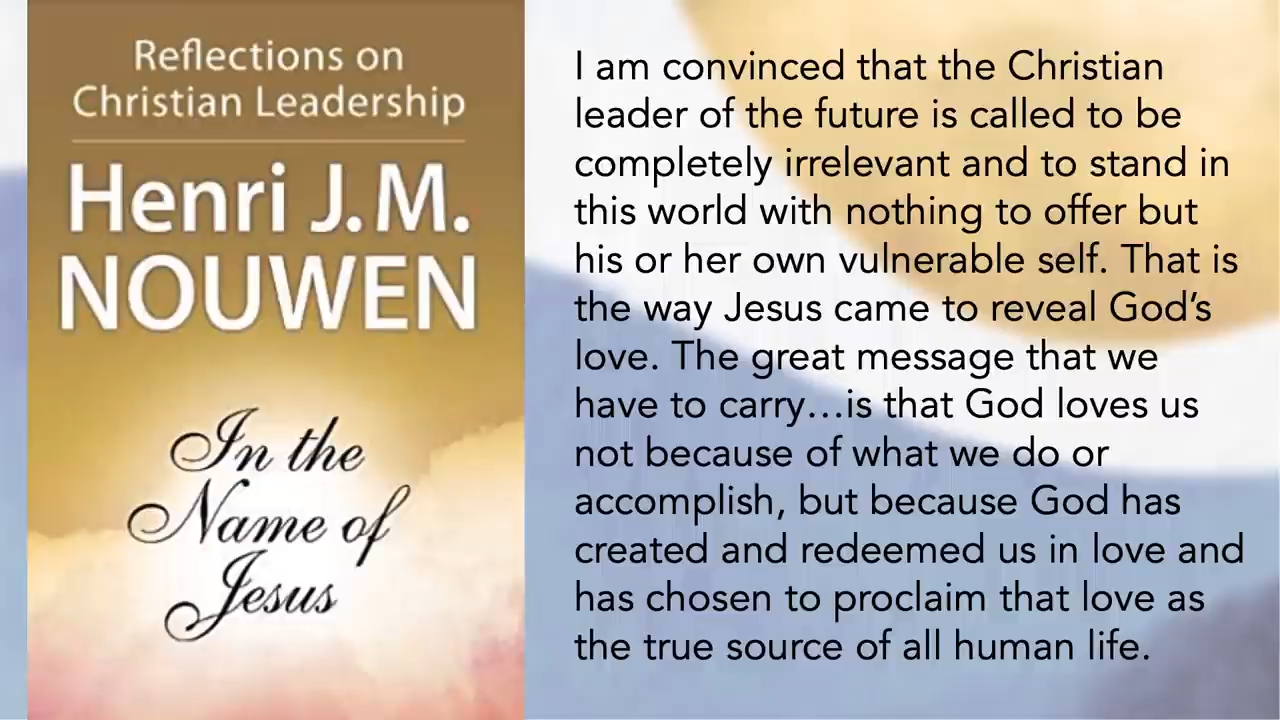 Reflections on
Christian Leadership
Henri J.M.
NOUWEN
In the
Name of
Jesus
I am convinced that the Christian
leader of the future is called to be
completely irrelevant and to stand in
this world with nothing to offer but
his or her own vulnerable self. That is
the way Jesus came to reveal God’s
love. The great message that we
have to carry…is that God loves us
not because of what we do or
accomplish, but because God has
created and redeemed us in love and
has chosen to proclaim that love as
the true source of all human life.